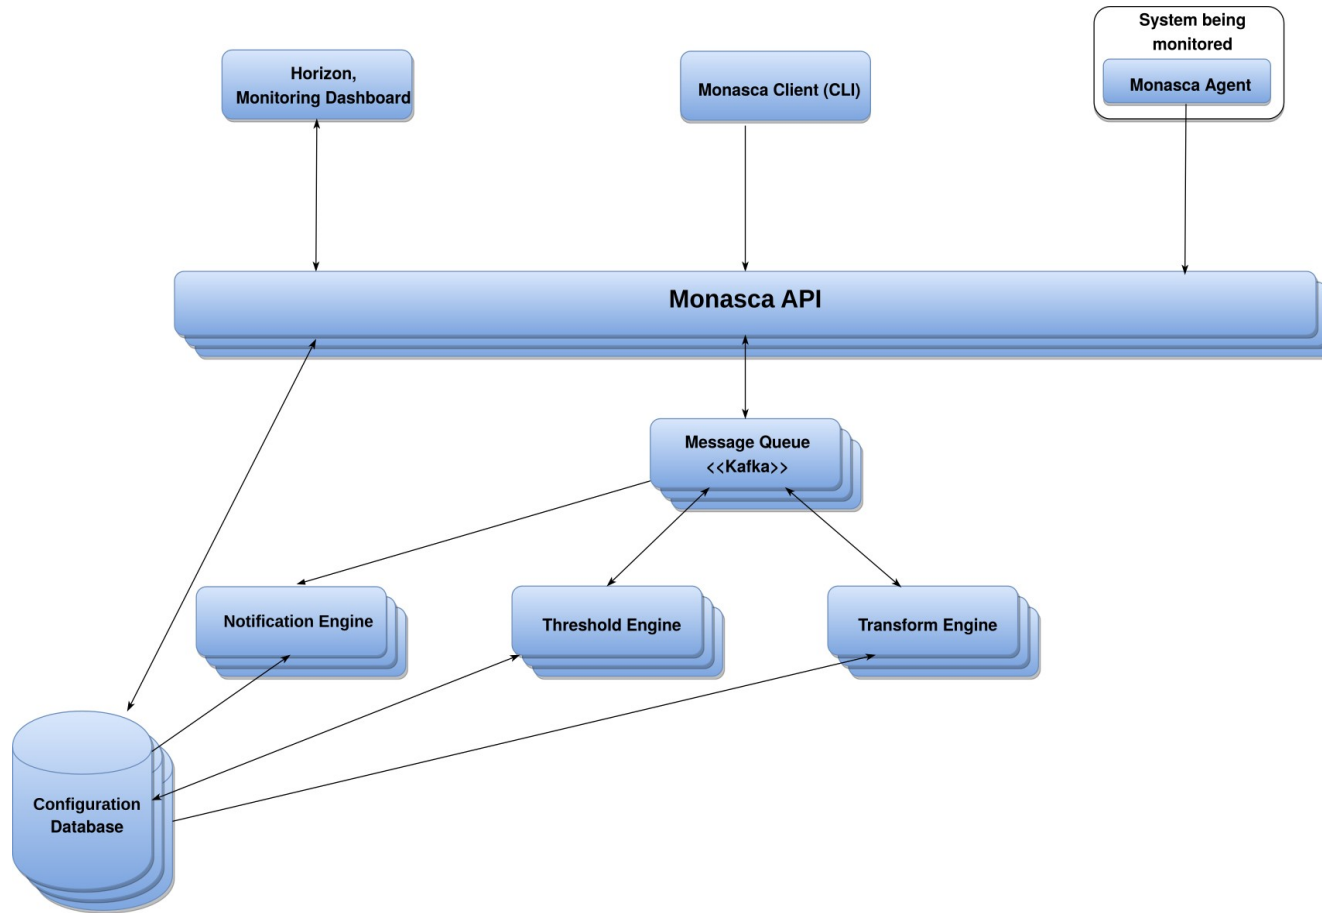 System being
monitored
Horizon,
Monitoring Dashboard
Monasca Client (CLI)
Monasca Agent
Monasca API
Message Queue
<<Kafka>>
Notification Engine
Threshold Engine
Transform Engine
Configuration
Database